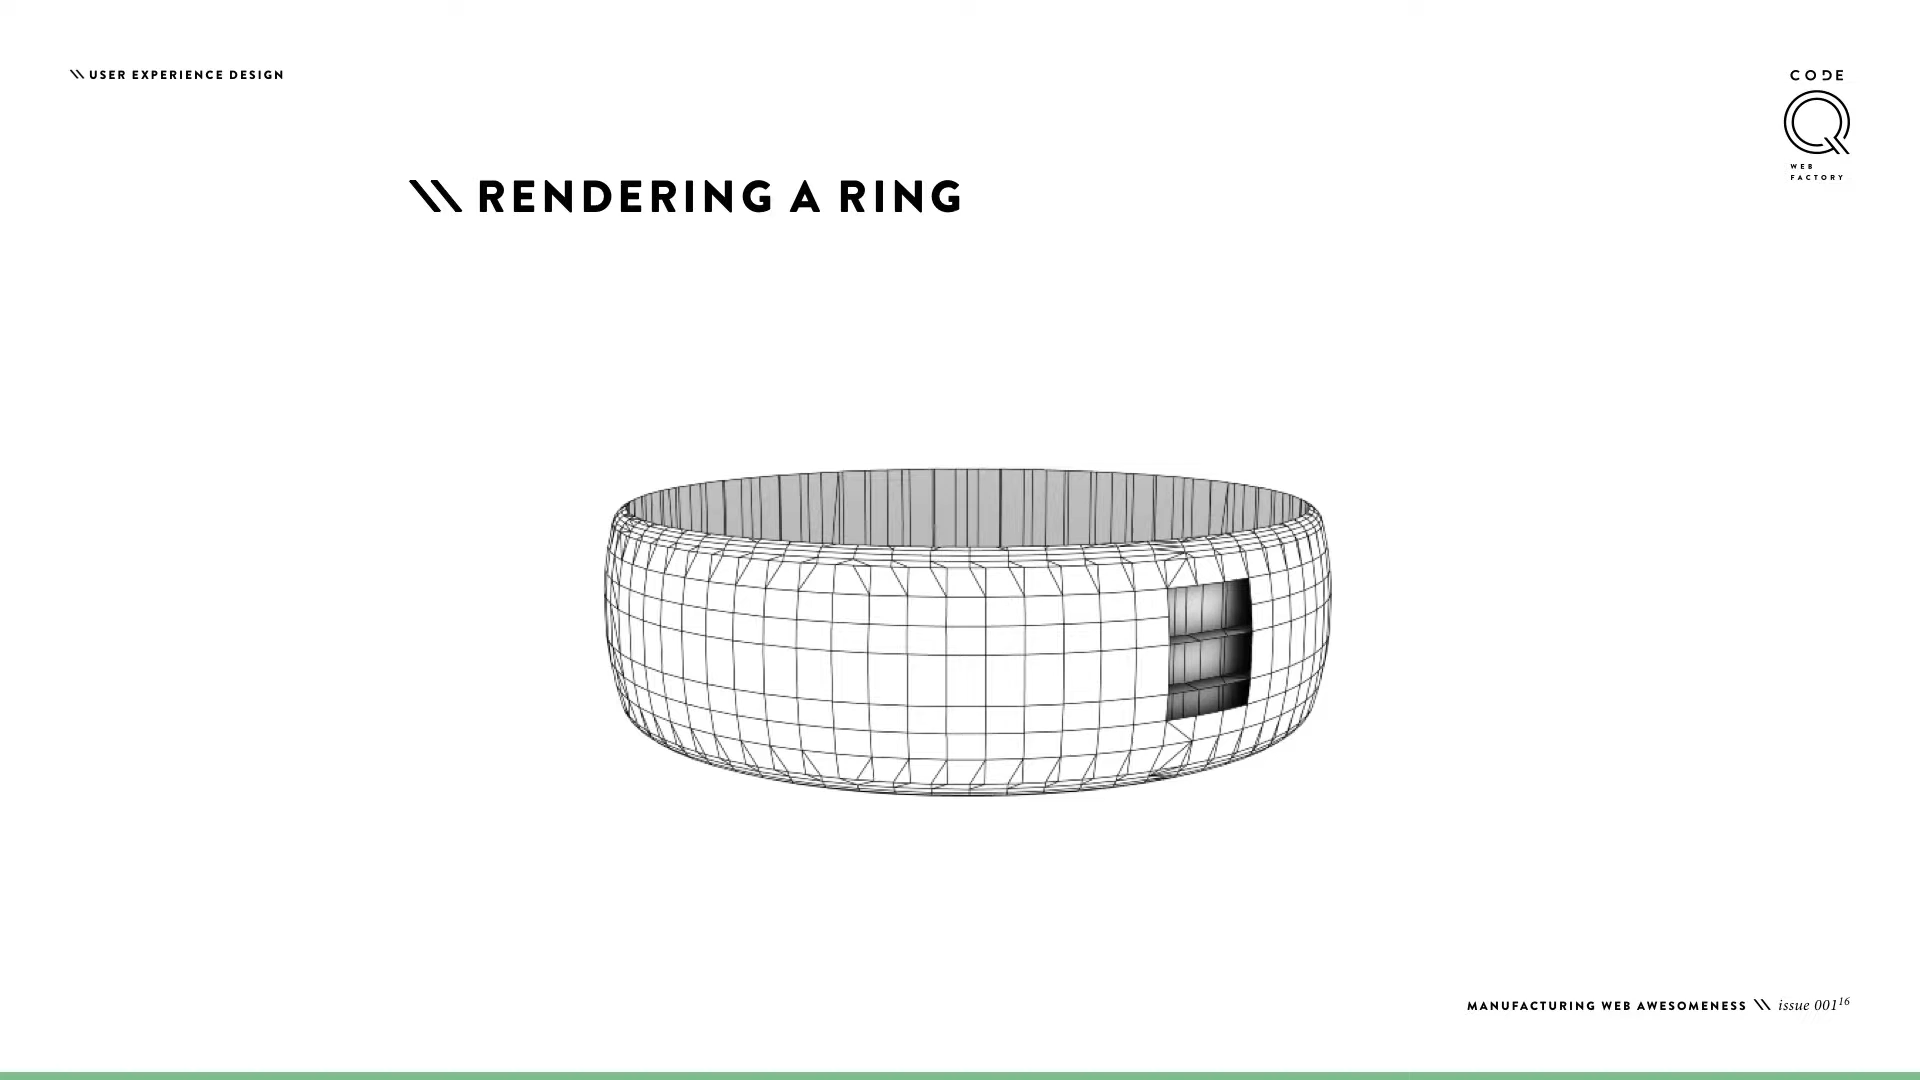 \\ USER EXPERIENCE DESIGN
CODE
Q
WEB
FACTORY
\\ RENDERING A RING
MANUFACTURING WEB AWESOMENESS \\ issue 001¹⁶